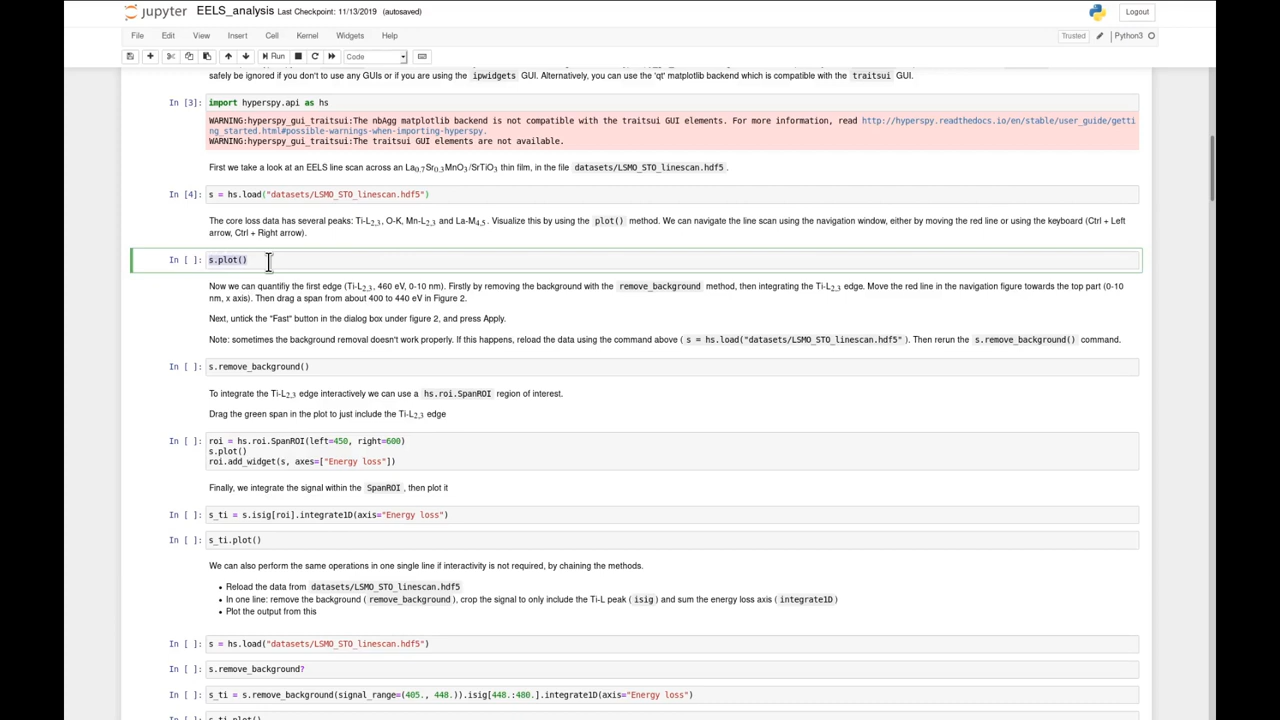 jupyter EELS_analysis Last Checkpoint: 11/13/2019 (autosaved)
Logout
File Edit View Insert Cell Kernel Widgets Help
Trusted Python3
Run Code
safely be ignored if you don't to use any GUIs or if you are using the ipwidgets GUI. Alternatively, you can use the 'qt' matplotlib backend which is compatible with the traitsui GUI.
In [3]: import hyperspy.api as hs
WARNING:hyperspy_gui_traitsui:The nbAgg matplotlib backend is not compatible with the traitsui GUI elements. For more information, read http://hyperspy.readthedocs.io/en/stable/user_guide/getti
ng_started.html#possible-warnings-when-importing-hyperspy.
WARNING:hyperspy_gui_traitsui:The traitsui GUI elements are not available.
First we take a look at an EELS line scan across an La0.7Sr0.3MnO3/SrTiO3 thin film, in the file datasets/LSMO_STO_linescan.hdf5.
In [4]: s = hs.load("datasets/LSMO_STO_linescan.hdf5")
The core loss data has several peaks: Ti-L2,3, O-K, Mn-L2,3 and La-M4,5. Visualize this by using the plot() method. We can navigate the line scan using the navigation window, either by moving the red line or using the keyboard (Ctrl + Left
arrow, Ctrl + Right arrow).
In [ ]: s.plot()
Now we can quantifiy the first edge (Ti-L2,3, 460 eV, 0-10 nm). Firstly by removing the background with the remove_background method, then integrating the Ti-L2,3 edge. Move the red line in the navigation figure towards the top part (0-10
nm, x axis). Then drag a span from about 400 to 440 eV in Figure 2.
Next, untick the "Fast" button in the dialog box under figure 2, and press Apply.
Note: sometimes the background removal doesn't work properly. If this happens, reload the data using the command above ( s = hs.load("datasets/LSMO_STO_linescan.hdf5" ). Then rerun the s.remove_background() command.
In [ ]: s.remove_background()
To integrate the Ti-L2,3 edge interactively we can use a hs.roi.SpanROI region of interest.
Drag the green span in the plot to just include the Ti-L2,3 edge
In [ ]: roi = hs.roi.SpanROI(left=450, right=600)
s.plot()
roi.add_widget(s, axes=["Energy loss"])
Finally, we integrate the signal within the SpanROI, then plot it
In [ ]: s_ti = s.isig[roi].integrate1D(axis="Energy loss")
In [ ]: s_ti.plot()
We can also perform the same operations in one single line if interactivity is not required, by chaining the methods.
• Reload the data from datasets/LSMO_STO_linescan.hdf5
• In one line: remove the background ( remove_background ), crop the signal to only include the Ti-L peak ( isig ) and sum the energy loss axis ( integrate1D )
• Plot the output from this
In [ ]: s = hs.load("datasets/LSMO_STO_linescan.hdf5")
In [ ]: s.remove_background?
In [ ]: s_ti = s.remove_background(signal_range=(405., 448.)).isig[448.:480.].integrate1D(axis="Energy loss")
In [ ]: s_ti.plot()